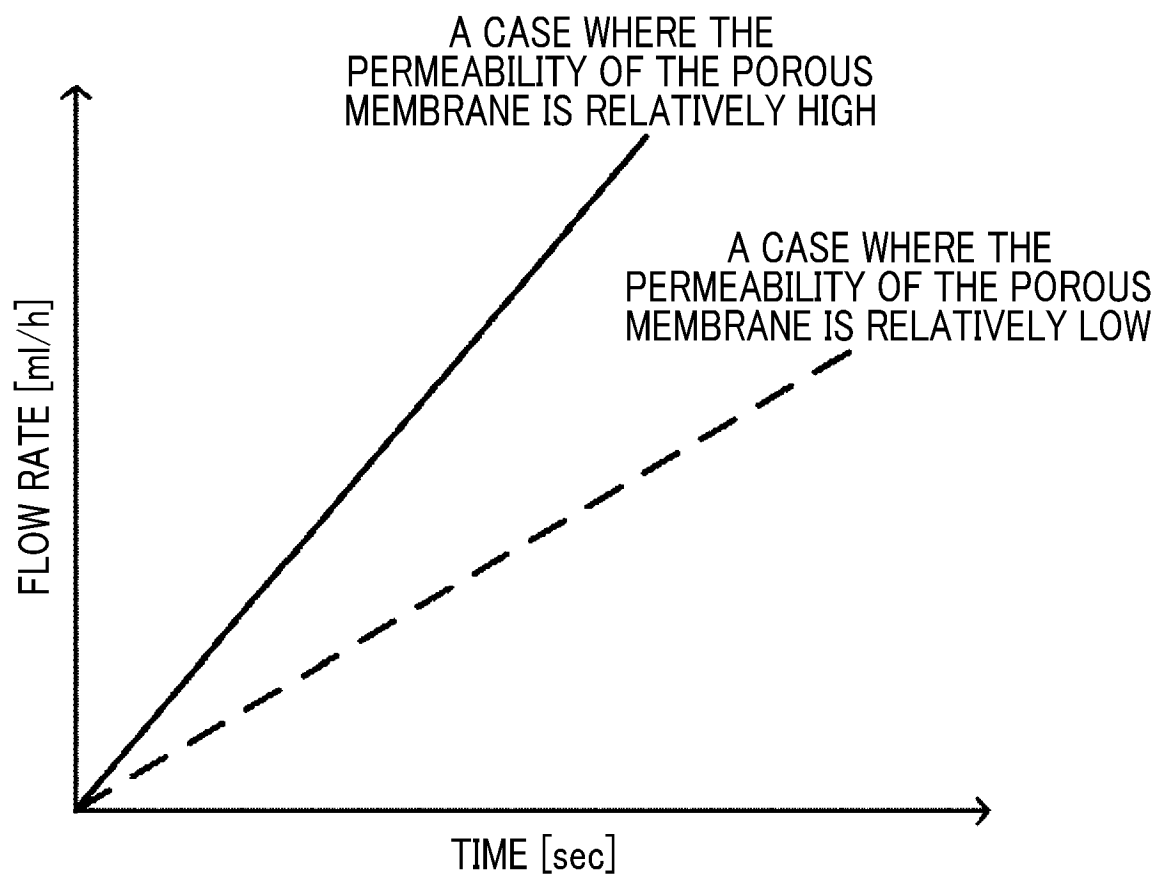 A CASE WHERE THE
PERMEABILITY OF THE POROUS
MEMBRANE IS RELATIVELY HIGH
A CASE WHERE THE
PERMEABILITY OF THE POROUS
MEMBRANE IS RELATIVELY LOW
FLOW RATE [ml/h]
TIME [sec]